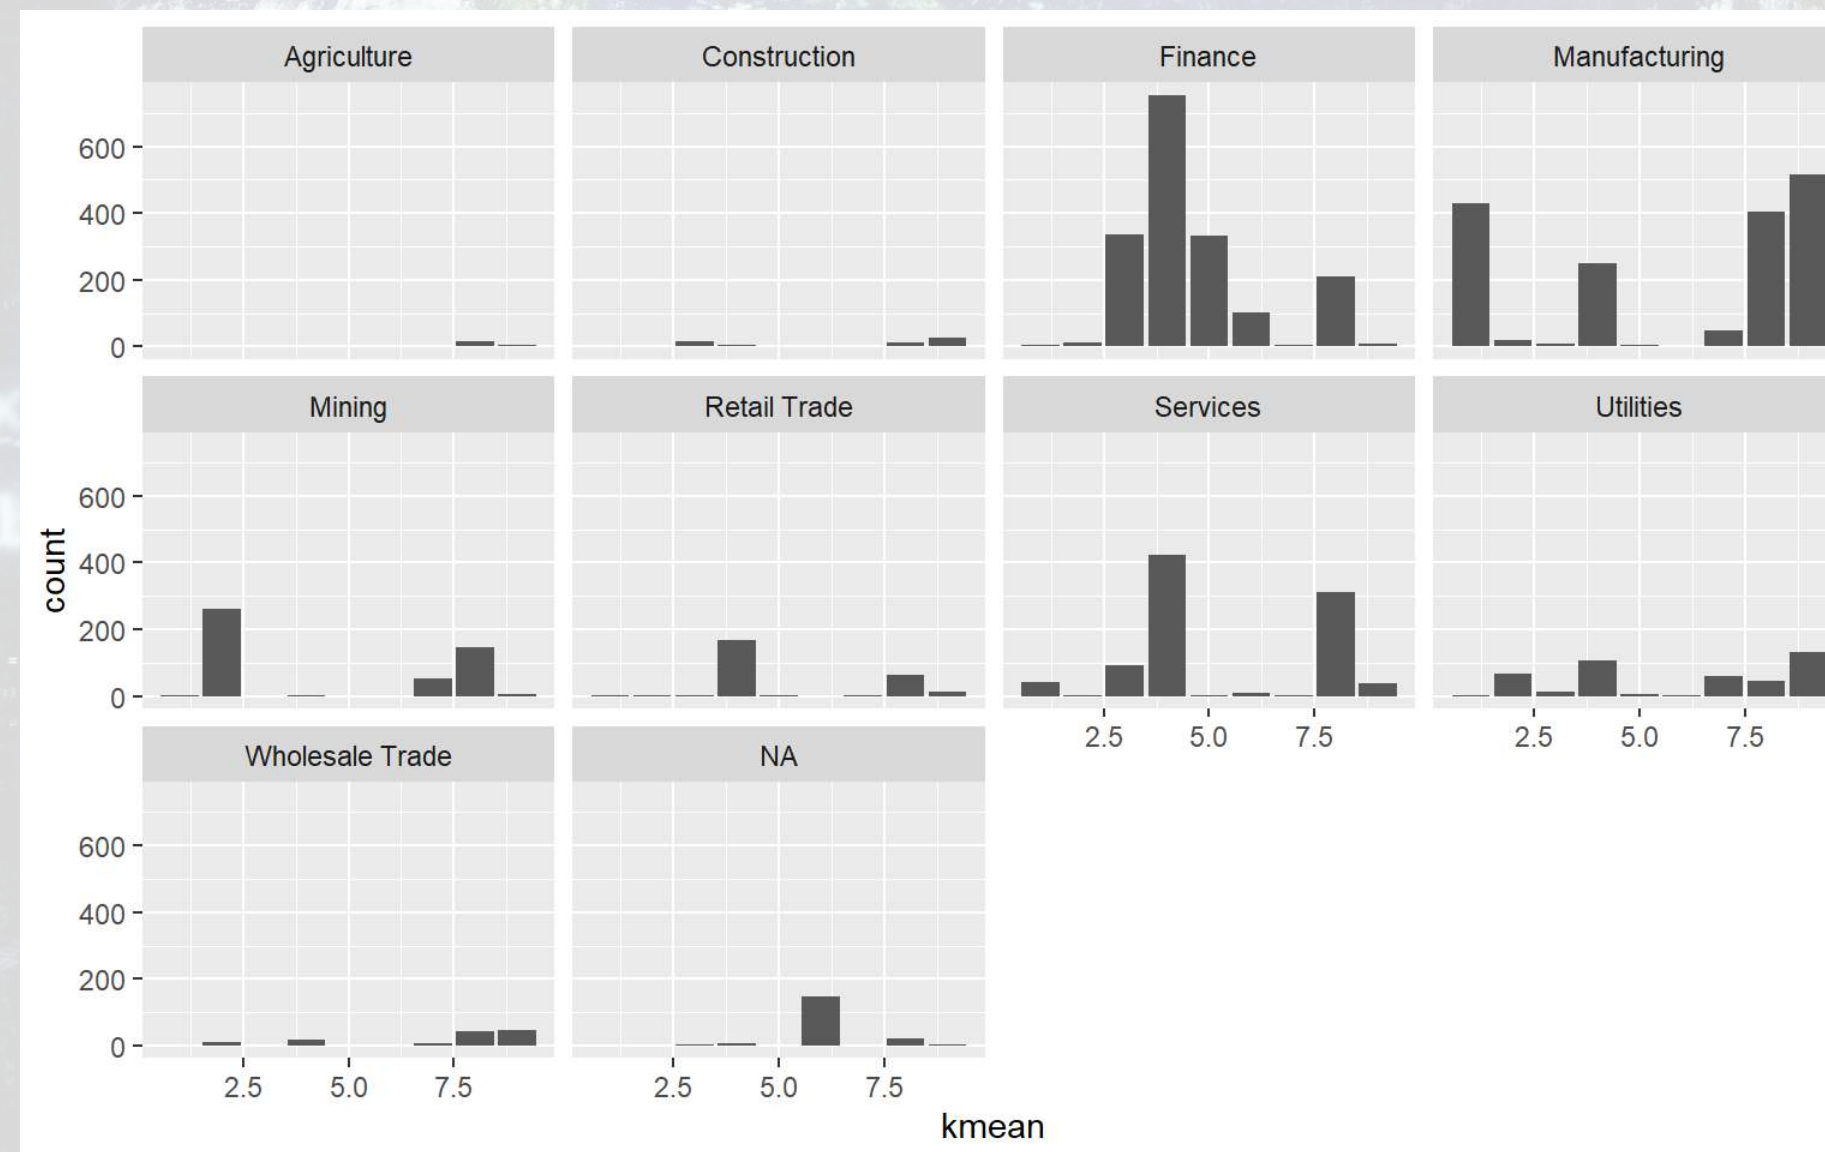 Agriculture Construction Finance Manufacturing
600
400
200
0
Mining Retail Trade Services Utilities
600
400
200
0
count
2.5 5.0 7.5 2.5 5.0 7.5
Wholesale Trade NA
600
400
200
0
2.5 5.0 7.5 2.5 5.0 7.5
kmean